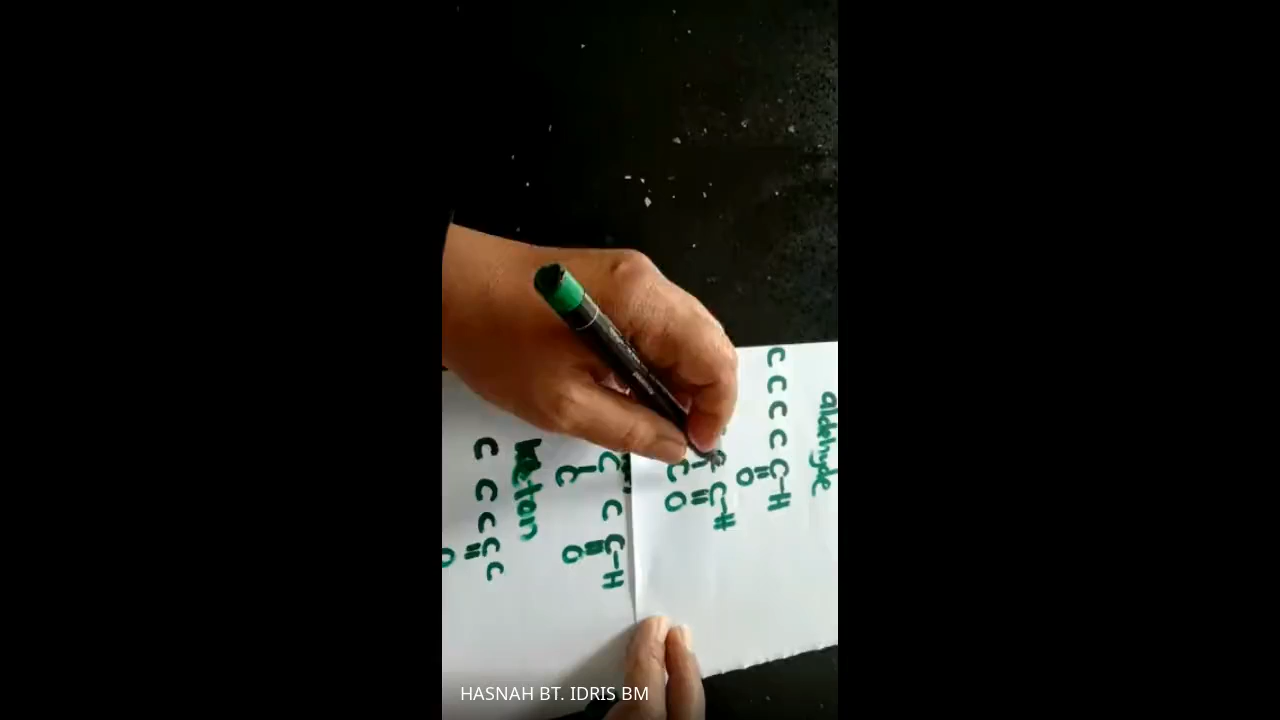 aldehyde
C C C C C-H
O
C C-H
C O
C C C-H
C O
keton
C C C C C
O
HASNAH BT. IDRIS BM